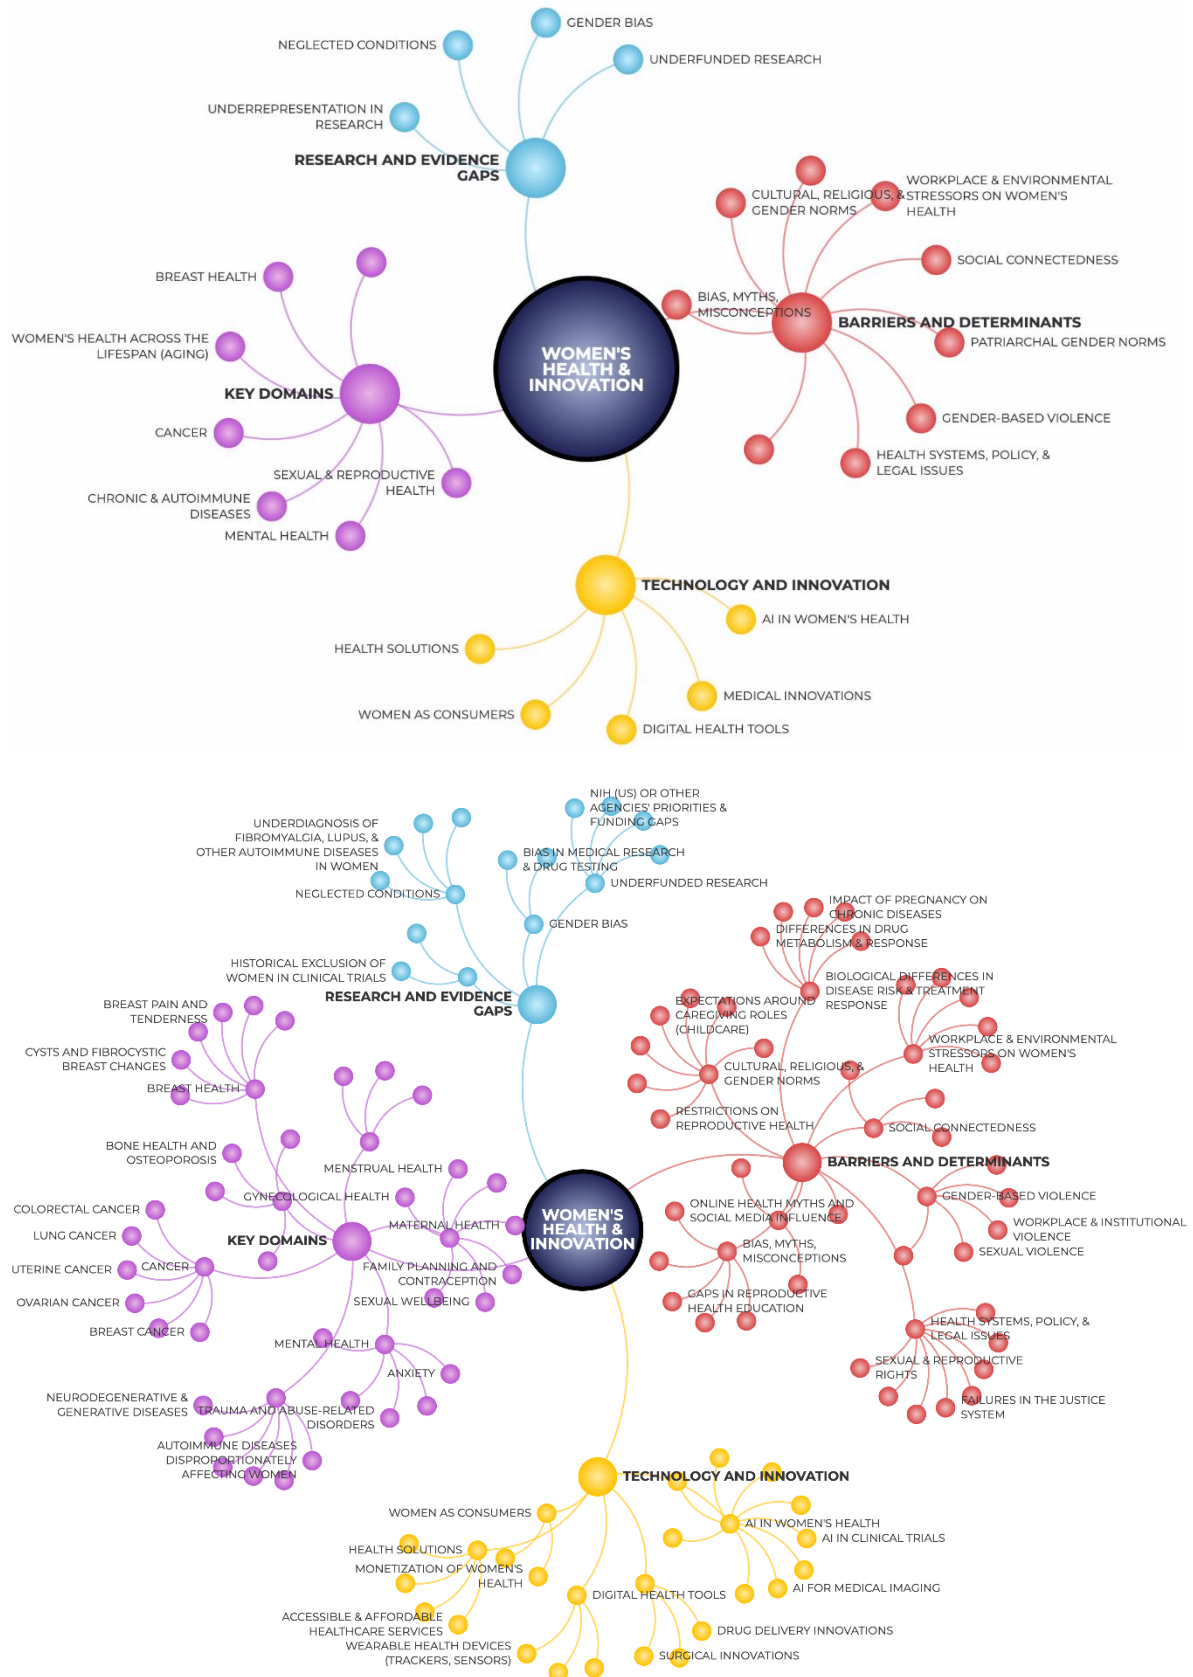 GENDER BIAS
NEGLECTED CONDITIONS
UNDERFUNDED RESEARCH
UNDERREPRESENTATION IN
RESEARCH
RESEARCH AND EVIDENCE
GAPS
CULTURAL, RELIGIOUS, &
GENDER NORMS
WORKPLACE & ENVIRONMENTAL
STRESSORS ON WOMEN'S
HEALTH
SOCIAL CONNECTEDNESS
BREAST HEALTH
BIAS, MYTHS,
MISCONCEPTIONS
BARRIERS AND DETERMINANTS
PATRIARCHAL GENDER NORMS
WOMEN'S HEALTH ACROSS THE
LIFESPAN (AGING)
WOMEN'S
HEALTH &
INNOVATION
KEY DOMAINS
CANCER
GENDER-BASED VIOLENCE
HEALTH SYSTEMS, POLICY, &
LEGAL ISSUES
SEXUAL & REPRODUCTIVE
HEALTH
CHRONIC & AUTOIMMUNE
DISEASES
MENTAL HEALTH
TECHNOLOGY AND INNOVATION
AI IN WOMEN'S HEALTH
HEALTH SOLUTIONS
MEDICAL INNOVATIONS
WOMEN AS CONSUMERS
DIGITAL HEALTH TOOLS
NIH (US) OR OTHER
AGENCIES' PRIORITIES &
FUNDING GAPS
UNDERDIAGNOSIS OF
FIBROMYALGIA, LUPUS, &
OTHER AUTOIMMUNE DISEASES
IN WOMEN
BIAS IN MEDICAL RESEARCH
& DRUG TESTING
NEGLECTED CONDITIONS
UNDERFUNDED RESEARCH
GENDER BIAS
IMPACT OF PREGNANCY ON
CHRONIC DISEASES
DIFFERENCES IN DRUG
METABOLISM & RESPONSE
HISTORICAL EXCLUSION OF
WOMEN IN CLINICAL TRIALS
RESEARCH AND EVIDENCE
GAPS
BIOLOGICAL DIFFERENCES IN
DISEASE RISK & TREATMENT
RESPONSE
EXPECTATIONS AROUND
CAREGIVING ROLES
(CHILDCARE)
BREAST PAIN AND
TENDERNESS
WORKPLACE & ENVIRONMENTAL
STRESSORS ON WOMEN'S
HEALTH
CYSTS AND FIBROCYSTIC
BREAST CHANGES
CULTURAL, RELIGIOUS, &
GENDER NORMS
BREAST HEALTH
RESTRICTIONS ON
REPRODUCTIVE HEALTH
SOCIAL CONNECTEDNESS
BONE HEALTH AND
OSTEOPOROSIS
MENSTRUAL HEALTH
BARRIERS AND DETERMINANTS
GYNECOLOGICAL HEALTH
GENDER-BASED VIOLENCE
COLORECTAL CANCER
ONLINE HEALTH MYTHS AND
SOCIAL MEDIA INFLUENCE
MATERNAL HEALTH
WORKPLACE & INSTITUTIONAL
VIOLENCE
LUNG CANCER
KEY DOMAINS
WOMEN'S
HEALTH &
INNOVATION
BIAS, MYTHS,
MISCONCEPTIONS
SEXUAL VIOLENCE
UTERINE CANCER
CANCER
FAMILY PLANNING AND
CONTRACEPTION
OVARIAN CANCER
SEXUAL WELLBEING
GAPS IN REPRODUCTIVE
HEALTH EDUCATION
BREAST CANCER
HEALTH SYSTEMS, POLICY, &
LEGAL ISSUES
MENTAL HEALTH
ANXIETY
SEXUAL & REPRODUCTIVE
RIGHTS
NEURODEGENERATIVE &
GENERATIVE DISEASES
TRAUMA AND ABUSE-RELATED
DISORDERS
FAILURES IN THE JUSTICE
SYSTEM
AUTOIMMUNE DISEASES
DISPROPORTIONATELY
AFFECTING WOMEN
TECHNOLOGY AND INNOVATION
WOMEN AS CONSUMERS
AI IN WOMEN'S HEALTH
AI IN CLINICAL TRIALS
HEALTH SOLUTIONS
MONETIZATION OF WOMEN'S
HEALTH
AI FOR MEDICAL IMAGING
DIGITAL HEALTH TOOLS
ACCESSIBLE & AFFORDABLE
HEALTHCARE SERVICES
DRUG DELIVERY INNOVATIONS
WEARABLE HEALTH DEVICES
(TRACKERS, SENSORS)
SURGICAL INNOVATIONS